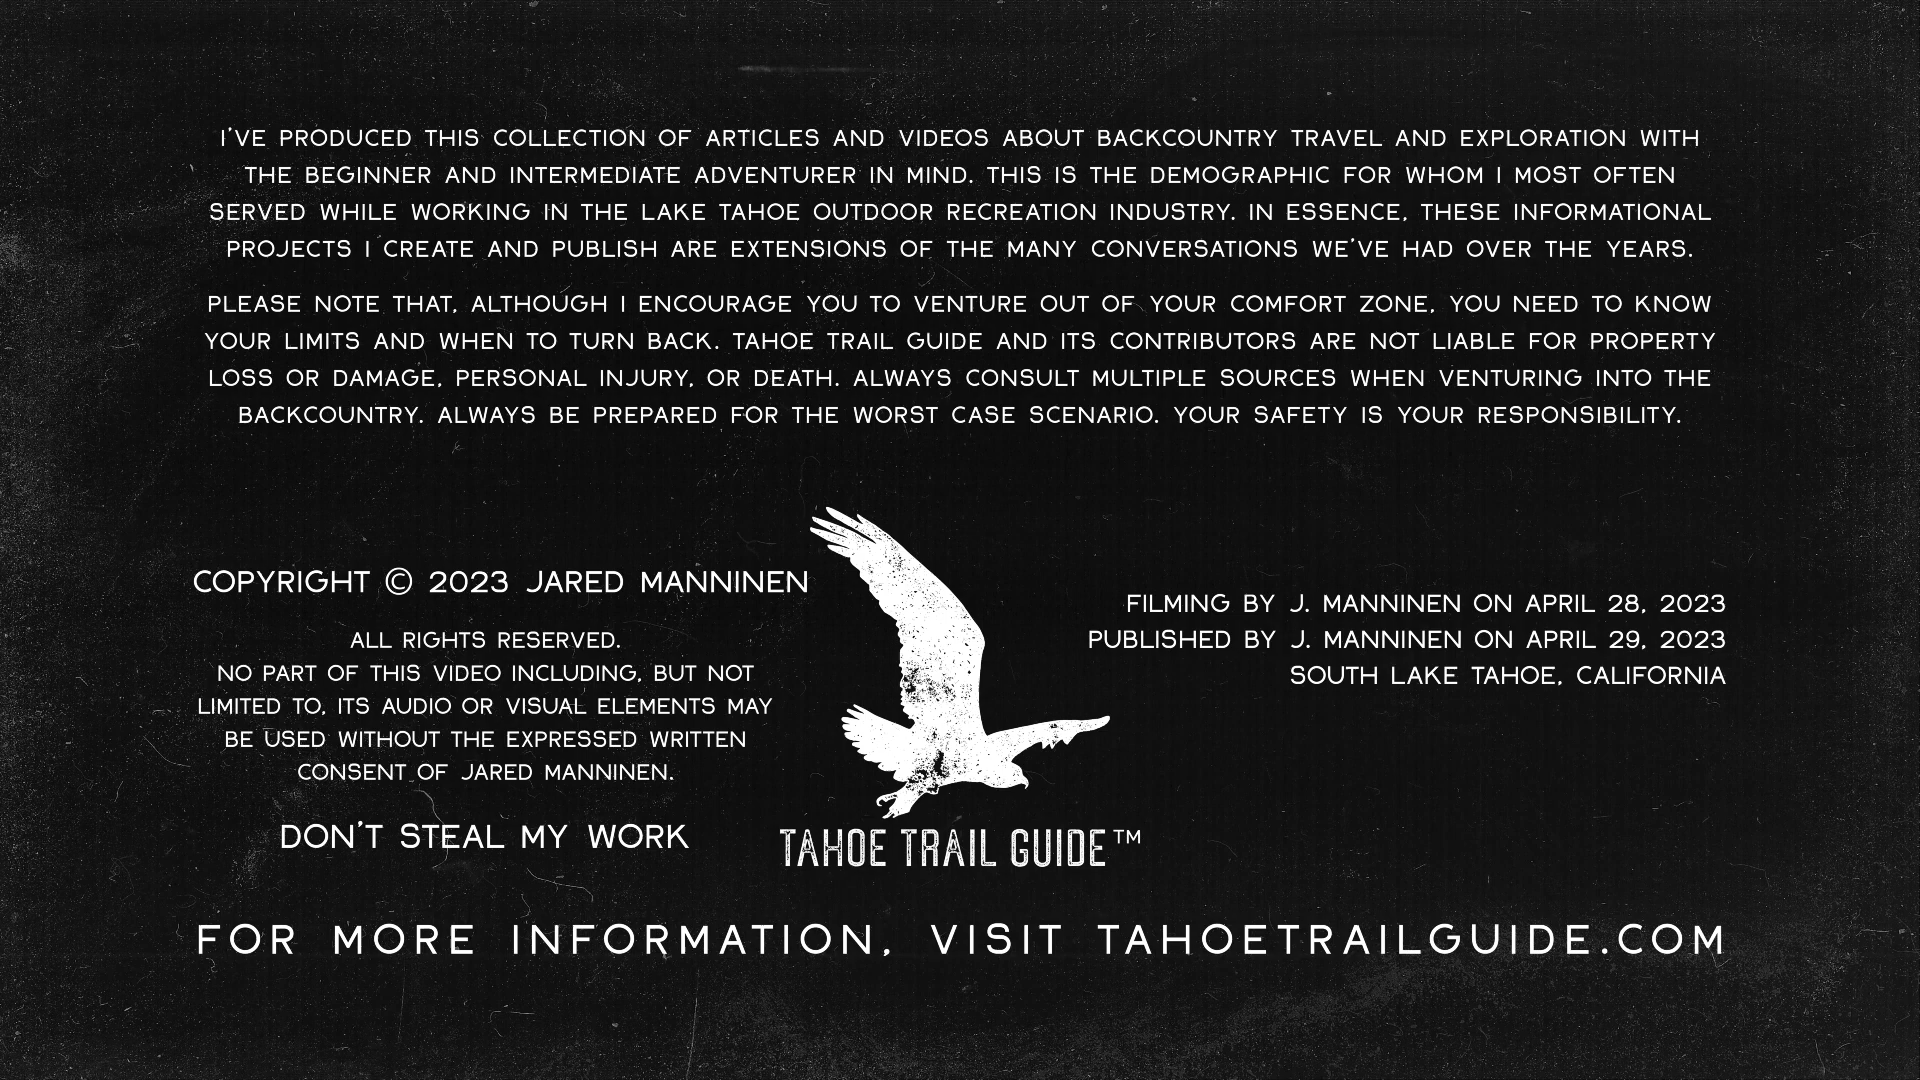 I'VE PRODUCED THIS COLLECTION OF ARTICLES AND VIDEOS ABOUT BACKCOUNTRY TRAVEL AND EXPLORATION WITH
THE BEGINNER AND INTERMEDIATE ADVENTURER IN MIND. THIS IS THE DEMOGRAPHIC FOR WHOM I MOST OFTEN
SERVED WHILE WORKING IN THE LAKE TAHOE OUTDOOR RECREATION INDUSTRY. IN ESSENCE, THESE INFORMATIONAL
PROJECTS I CREATE AND PUBLISH ARE EXTENSIONS OF THE MANY CONVERSATIONS WE'VE HAD OVER THE YEARS.
PLEASE NOTE THAT, ALTHOUGH I ENCOURAGE YOU TO VENTURE OUT OF YOUR COMFORT ZONE, YOU NEED TO KNOW
YOUR LIMITS AND WHEN TO TURN BACK. TAHOE TRAIL GUIDE AND ITS CONTRIBUTORS ARE NOT LIABLE FOR PROPERTY
LOSS OR DAMAGE, PERSONAL INJURY, OR DEATH. ALWAYS CONSULT MULTIPLE SOURCES WHEN VENTURING INTO THE
BACKCOUNTRY. ALWAYS BE PREPARED FOR THE WORST CASE SCENARIO. YOUR SAFETY IS YOUR RESPONSIBILITY.
COPYRIGHT © 2023 JARED MANNINEN
ALL RIGHTS RESERVED.
NO PART OF THIS VIDEO INCLUDING, BUT NOT
LIMITED TO, ITS AUDIO OR VISUAL ELEMENTS MAY
BE USED WITHOUT THE EXPRESSED WRITTEN
CONSENT OF JARED MANNINEN.
DON'T STEAL MY WORK
TAHOE TRAIL GUIDE™
FILMING BY J. MANNINEN ON APRIL 28, 2023
PUBLISHED BY J. MANNINEN ON APRIL 29, 2023
SOUTH LAKE TAHOE, CALIFORNIA
FOR MORE INFORMATION, VISIT TAHOETRAILGUIDE.COM